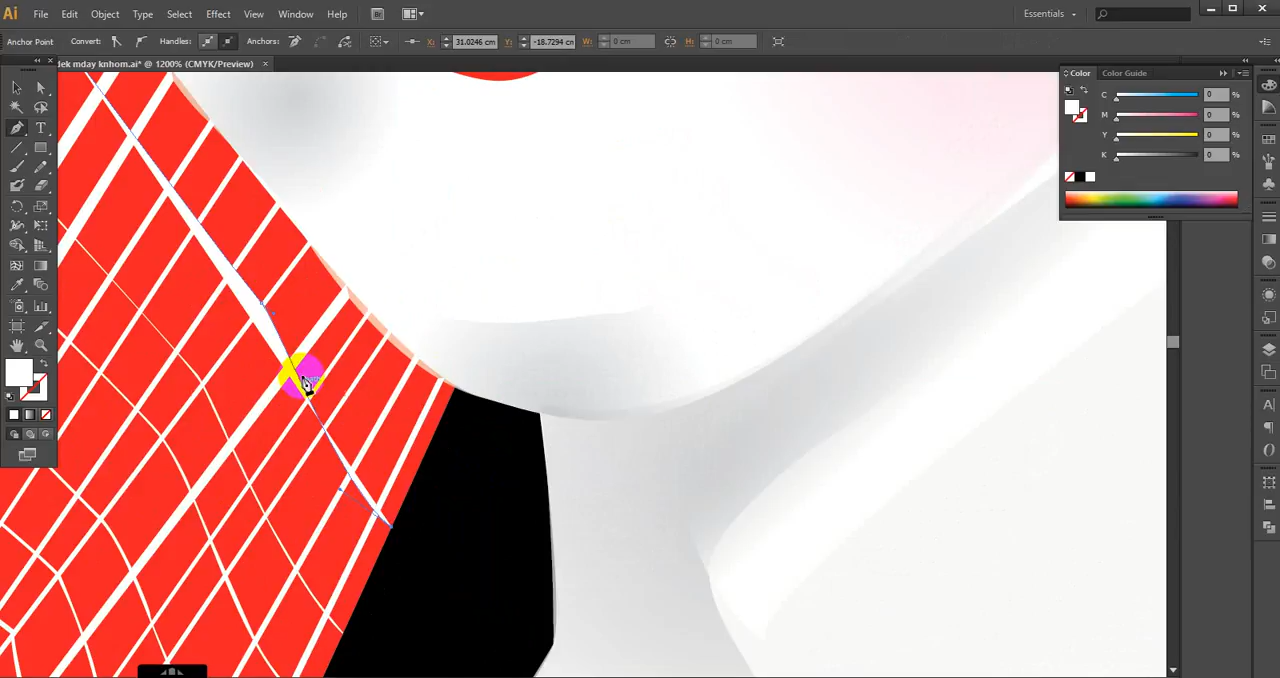 Ai File Edit Object Type Select Effect View Window Help Br Essentials
Anchor Point Convert: Handles: Anchors: X: 31.0246 cm Y: -18.7294 cm W: 0 cm H: 0 cm
dek mday knhom.ai* @ 1200% (CMYK/Preview) ×
Color Color Guide
C 0 %
M 0 %
Y 0 %
K 0 %